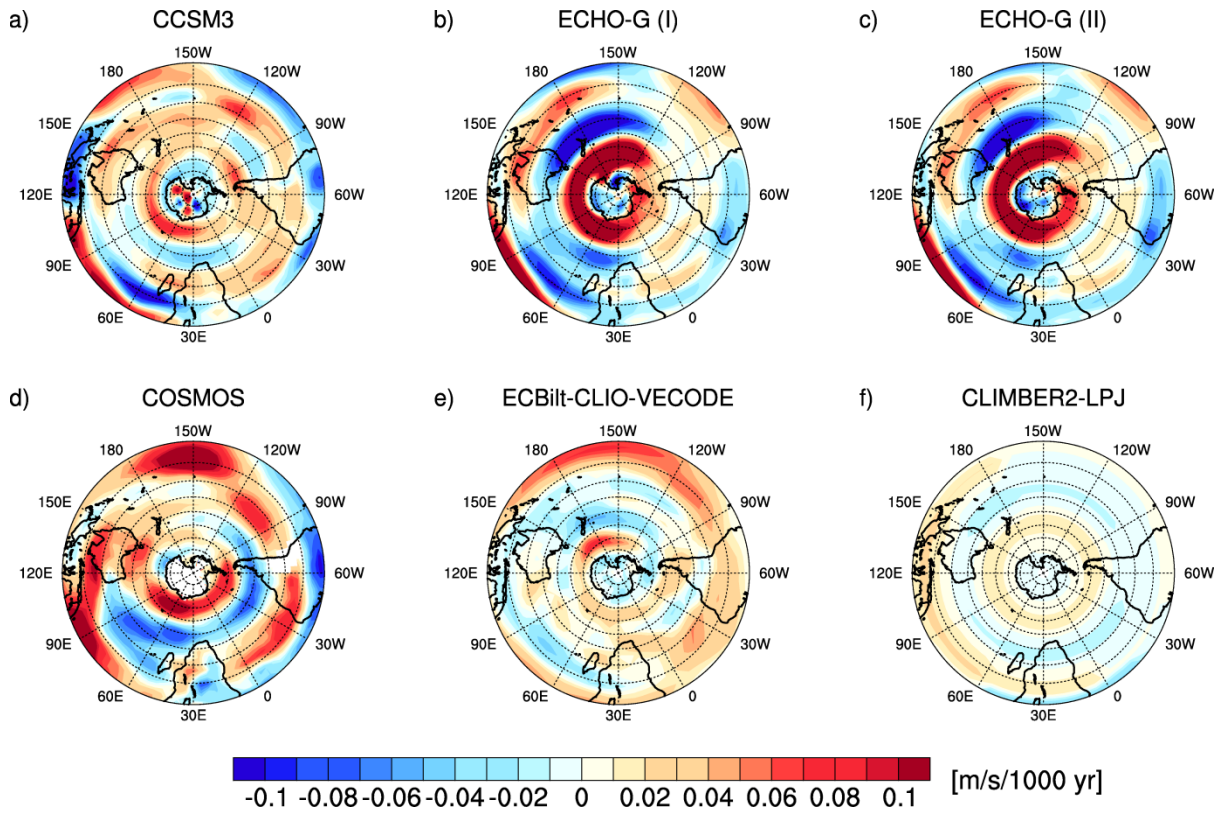 a) CCSM3
b) ECHO-G (I)
c) ECHO-G (II)
150W
180 120W
150E 90W
120E 60W
90E 30W
60E 0
30E
150W
180 120W
150E 90W
120E 60W
90E 30W
60E 0
30E
150W
180 120W
150E 90W
120E 60W
90E 30W
60E 0
30E
d) COSMOS
e) ECBilt-CLIO-VECODE
f) CLIMBER2-LPJ
150W
180 120W
150E 90W
120E 60W
90E 30W
60E 0
30E
150W
180 120W
150E 90W
120E 60W
90E 30W
60E 0
30E
150W
180 120W
150E 90W
120E 60W
90E 30W
60E 0
30E
-0.1 -0.08 -0.06 -0.04 -0.02 0 0.02 0.04 0.06 0.08 0.1 [m/s/1000 yr]